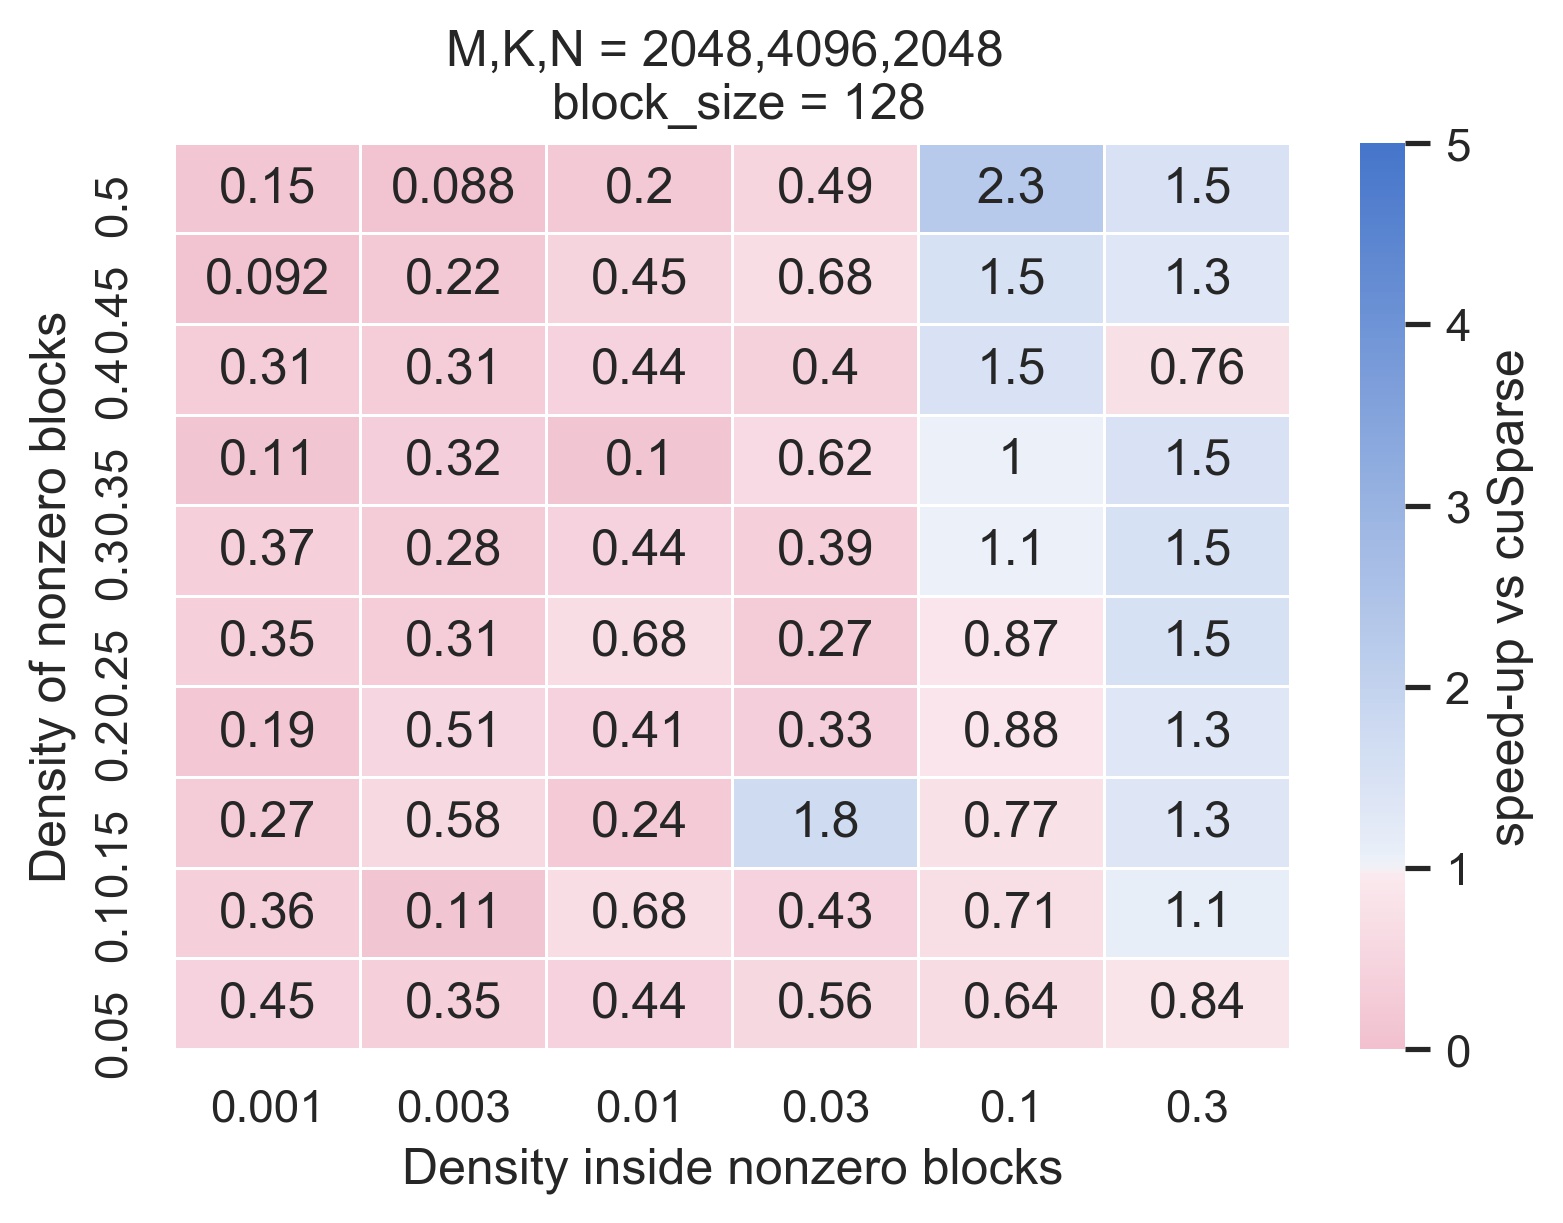 M,K,N = 2048,4096,2048
block_size = 128
Density of nonzero blocks
0.5 0.15 0.088 0.2 0.49 2.3 1.5
0.45 0.092 0.22 0.45 0.68 1.5 1.3
0.4 0.31 0.31 0.44 0.4 1.5 0.76
0.35 0.11 0.32 0.1 0.62 1 1.5
0.30 0.37 0.28 0.44 0.39 1.1 1.5
0.25 0.35 0.31 0.68 0.27 0.87 1.5
0.20 0.19 0.51 0.41 0.33 0.88 1.3
0.15 0.27 0.58 0.24 1.8 0.77 1.3
0.10 0.36 0.11 0.68 0.43 0.71 1.1
0.05 0.45 0.35 0.44 0.56 0.64 0.84
0.001 0.003 0.01 0.03 0.1 0.3
Density inside nonzero blocks
5
4
3
2
1
0
speed-up vs cuSparse